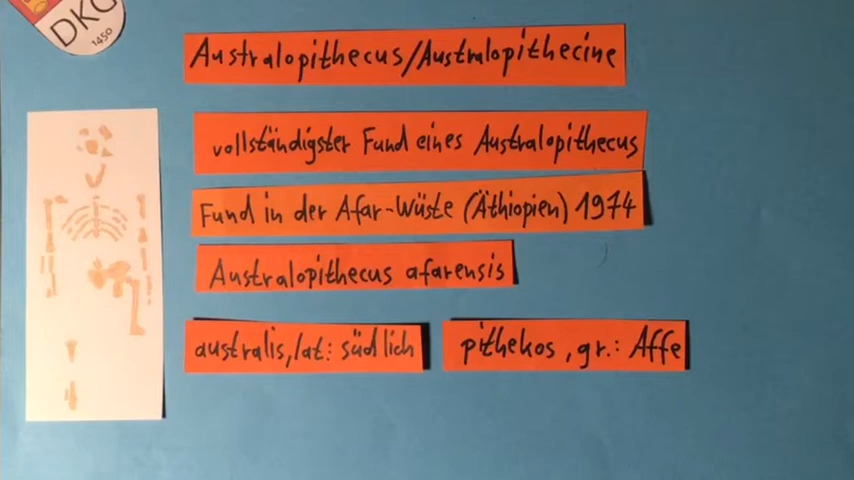 DKG
1450
Australopithecus/Australopithecine
vollständigster Fund eines Australopithecus
Fund in der Afar-Wüste (Äthiopien) 1974
Australopithecus afarensis
australis, lat: südlich
pithekos, gr.: Affe